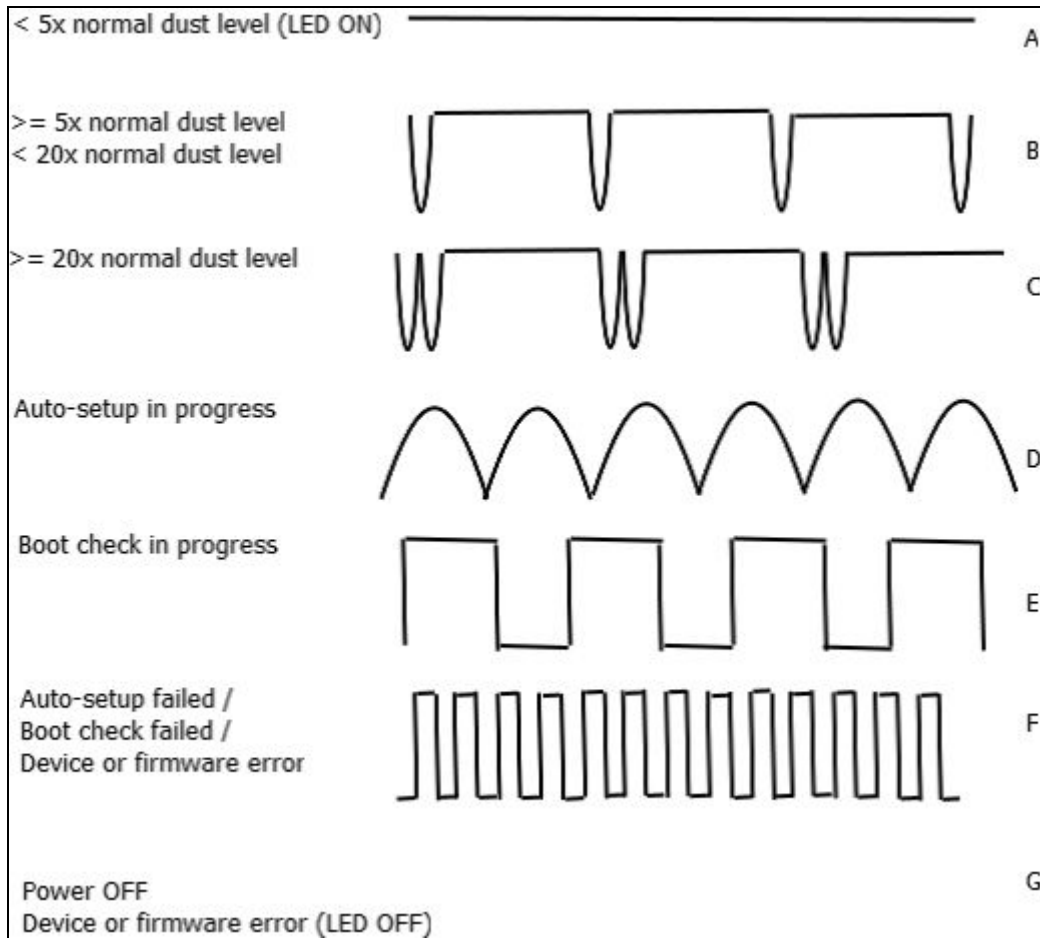 < 5x normal dust level (LED ON)
A
>= 5x normal dust level
< 20x normal dust level
B
>= 20x normal dust level
C
Auto-setup in progress
D
Boot check in progress
E
Auto-setup failed /
Boot check failed /
Device or firmware error
F
Power OFF
Device or firmware error (LED OFF)
G